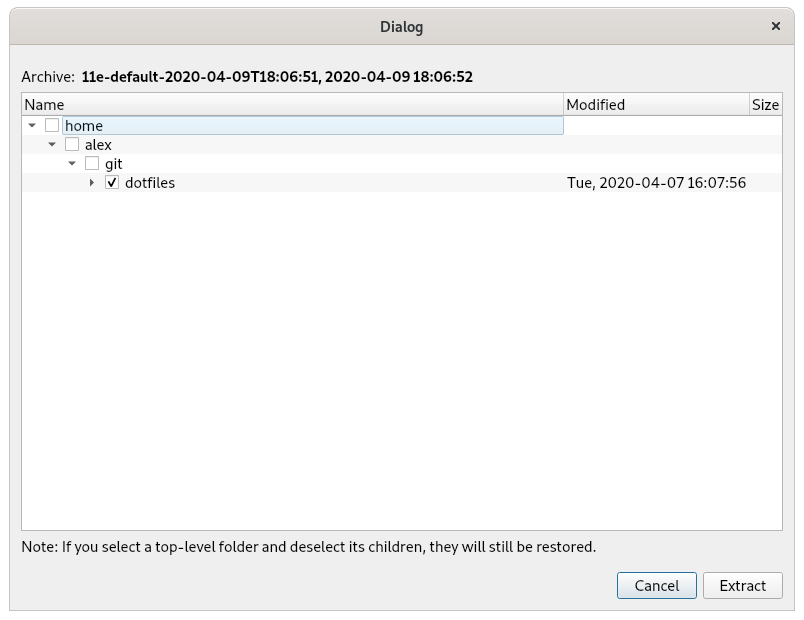 Dialog
Archive: 11e-default-2020-04-09T18:06:51, 2020-04-09 18:06:52
Name Modified Size
home
alex
git
dotfiles Tue, 2020-04-07 16:07:56
Note: If you select a top-level folder and deselect its children, they will still be restored.
Cancel Extract